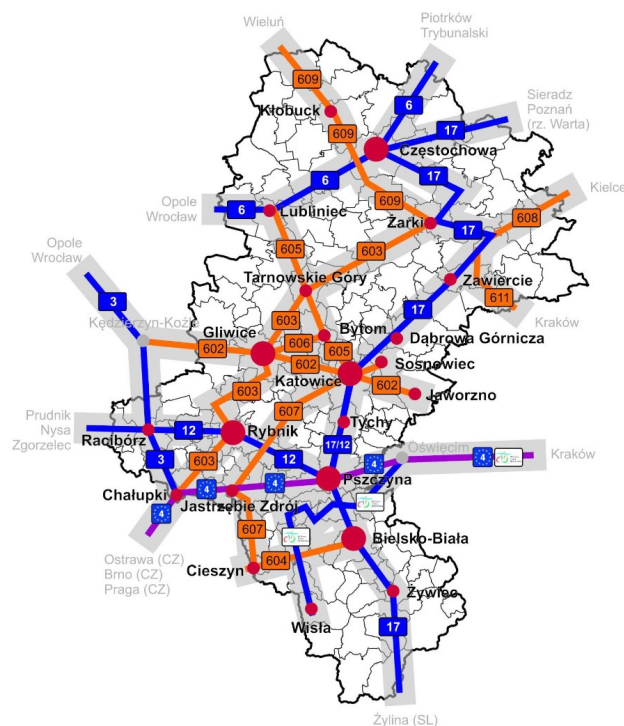 Wieluń
Piotrków
Trybunalski
609
6
Sieradz
Poznań
(rz. Warta)
Kłobuck
17
609
Częstochowa
6
17
Kielce
Opole
Wrocław
6
Lubliniec
609
608
Żarki
17
605
603
Opole
Wrocław
Tarnowskie Góry
Zawiercie
3
17
611
Kraków
603
Kędzierzyn-Koźle
Gliwice
606
Bytom
Dąbrowa Górnicza
602
605
602
Sosnowiec
Katowice
603
602
Jaworzno
607
Prudnik
Nysa
Zgorzelec
12
Rybnik
Tychy
Racibórz
17/12
Oświęcim
3
603
12
4
4
Kraków
Chałupki
4
4
Pszczyna
Jastrzębie Zdrój
4
607
Bielsko-Biała
Ostrawa (CZ)
Brno (CZ)
Praga (CZ)
604
Cieszyn
Żywiec
Wisła
17
Żylina (SL)